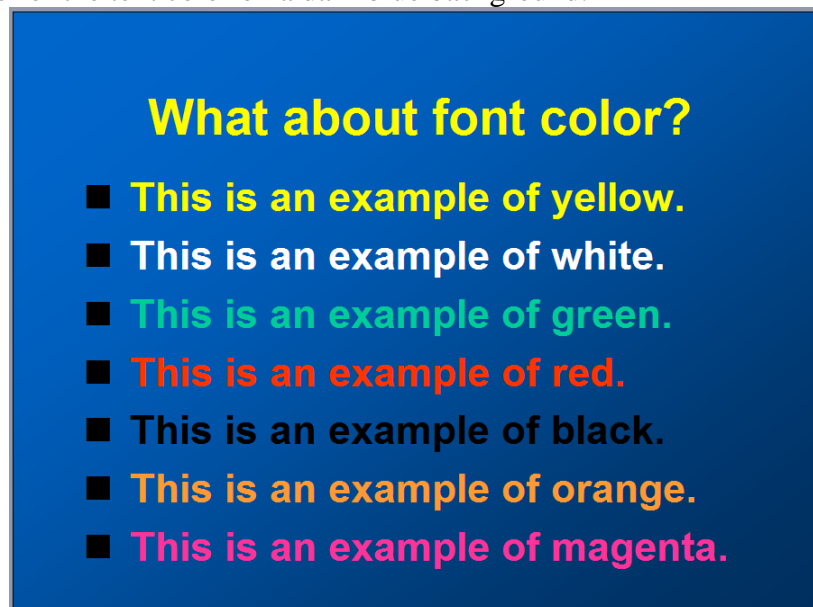 What about font color?
This is an example of yellow.
This is an example of white.
This is an example of green.
This is an example of red.
This is an example of black.
This is an example of orange.
This is an example of magenta.